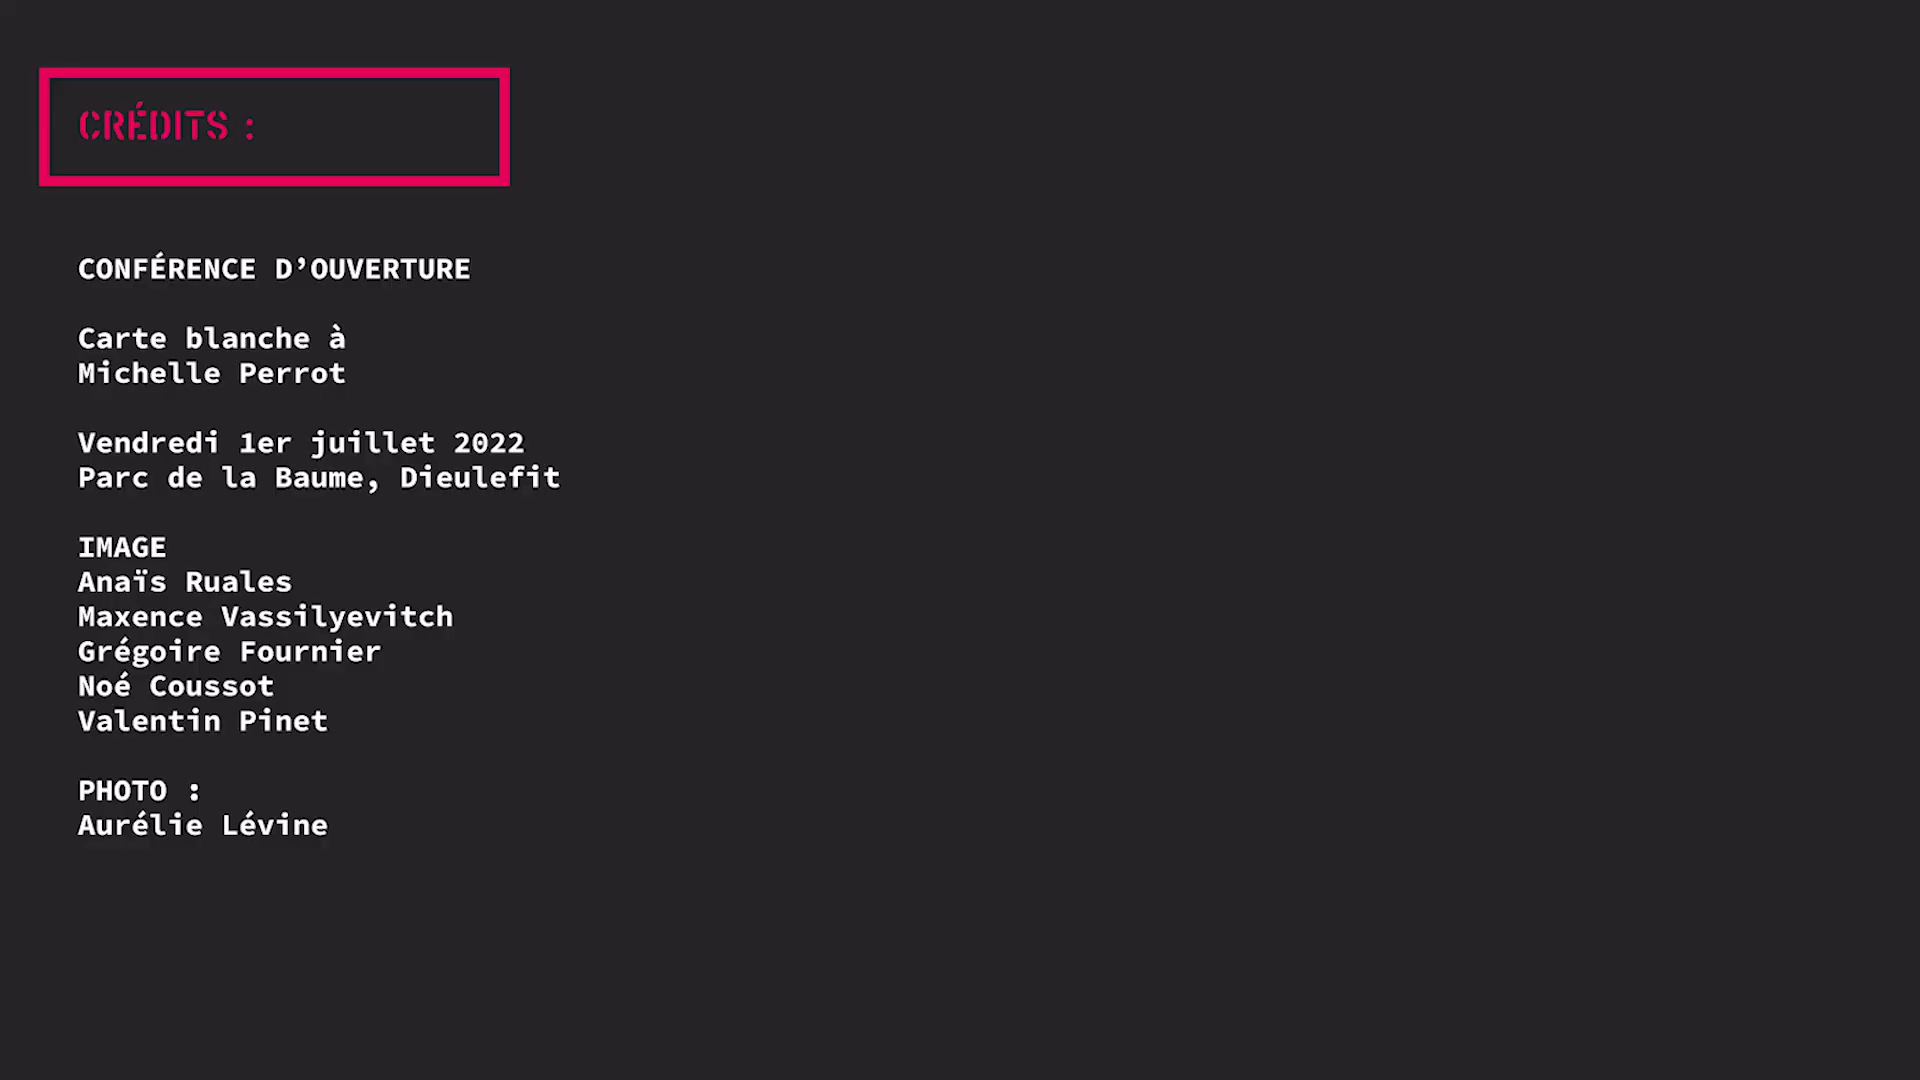 CRÉDITS :
CONFÉRENCE D’OUVERTURE
Carte blanche à
Michelle Perrot
Vendredi 1er juillet 2022
Parc de la Baume, Dieulefit
IMAGE
Anaïs Ruales
Maxence Vassilyevitch
Grégoire Fournier
Noé Coussot
Valentin Pinet
PHOTO :
Aurélie Lévine